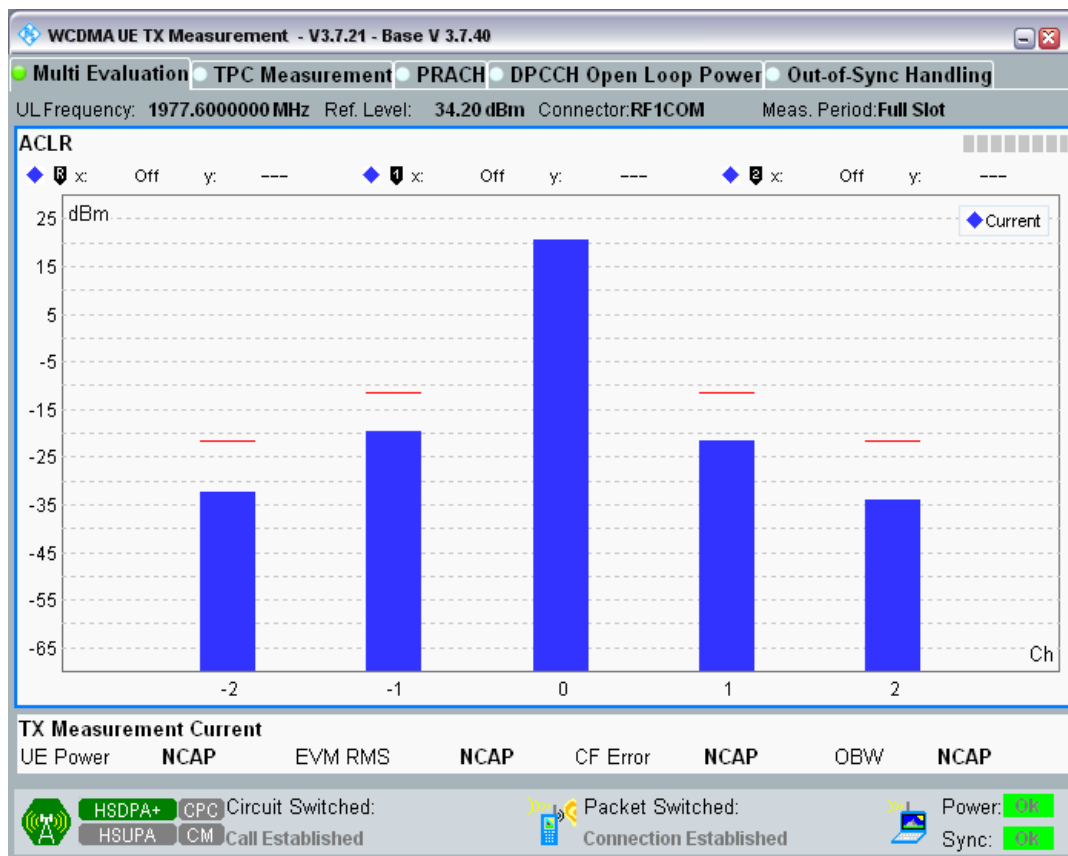 WCDMA UE TX Measurement - V3.7.21 - Base V 3.7.40
Multi Evaluation TPC Measurement PRACH DPCCH Open Loop Power Out-of-Sync Handling
UL Frequency: 1977.6000000 MHz Ref. Level: 34.20 dBm Connector:RF1COM Meas. Period:Full Slot
ACLR
R x: Off y: --- 1 x: Off y: --- 2 x: Off y: ---
dBm
Current
25
15
5
-5
-15
-25
-35
-45
-55
-65
Ch
-2 -1 0 1 2
TX Measurement Current
UE Power NCAP EVM RMS NCAP CF Error NCAP OBW NCAP
HSDPA+ CPC Circuit Switched: Packet Switched: Power: OK
HSUPA CM Call Established Connection Established Sync: OK